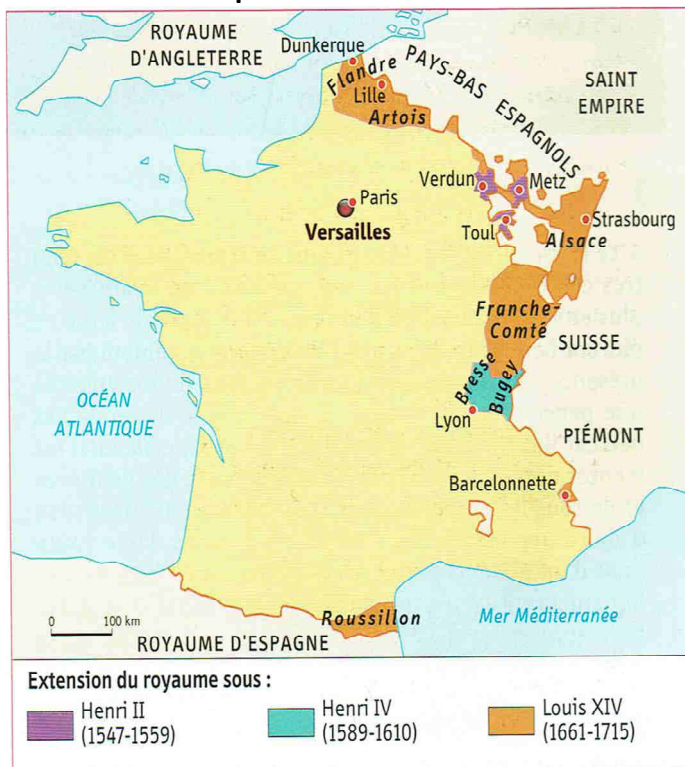 ROYAUME
D'ANGLETERRE
Dunkerque
Flandre
Lille
Artois
PAYS-BAS ESPAGNOLS
SAINT
EMPIRE
Verdun
Metz
Paris
Versailles
Toul
Strasbourg
Alsace
Franche-
Comté
SUISSE
Bresse
Bugey
OCÉAN
ATLANTIQUE
Lyon
PIÉMONT
Barcelonnette
0 100 km
Roussillon
Mer Méditerranée
ROYAUME D'ESPAGNE
Extension du royaume sous :
Henri II
(1547-1559)
Henri IV
(1589-1610)
Louis XIV
(1661-1715)